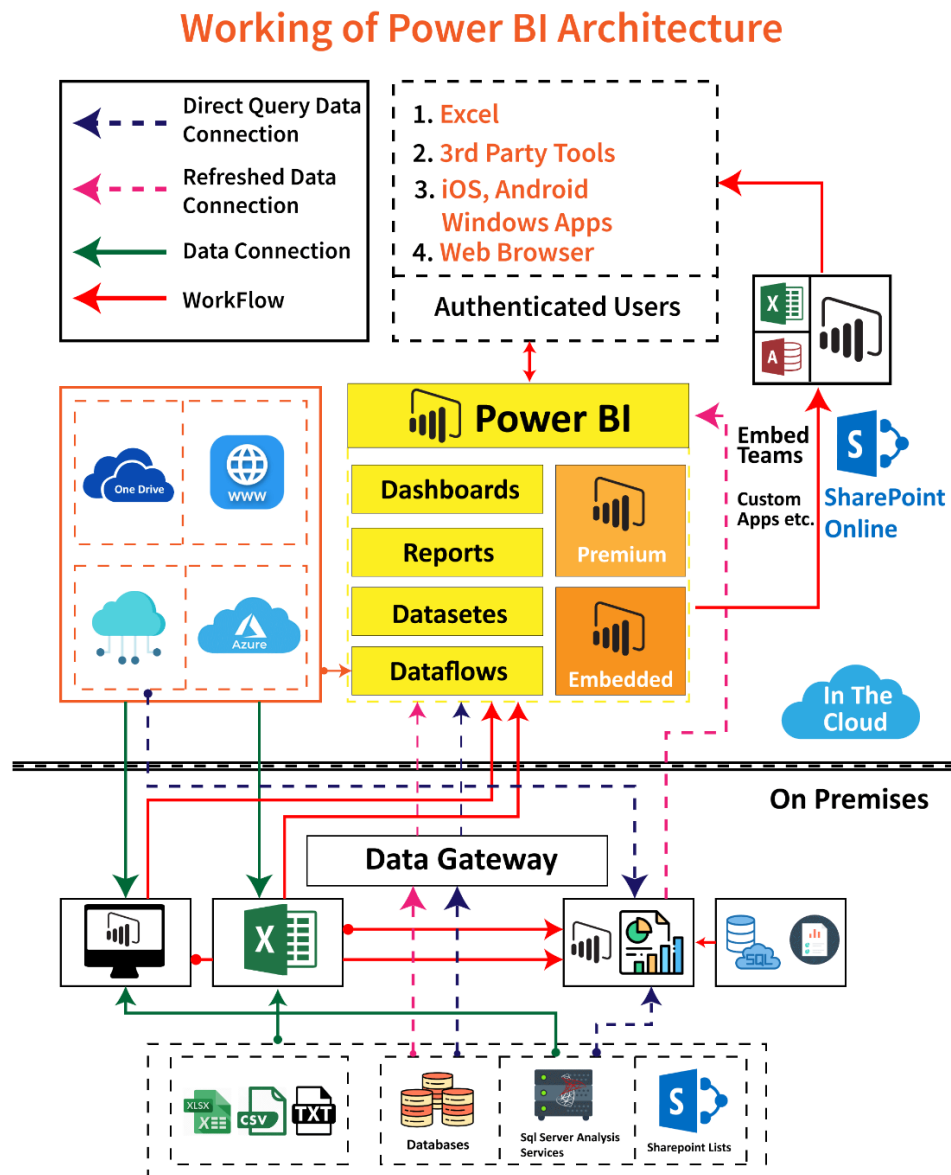 Working of Power BI Architecture
Direct Query Data
Connection
Refreshed Data
Connection
Data Connection
WorkFlow
1. Excel
2. 3rd Party Tools
3. iOS, Android
Windows Apps
4. Web Browser
Authenticated Users
X
A
One Drive
WWW
Azure
Power BI
Dashboards
Reports
Datasetes
Dataflows
Premium
Embedded
Embed
Teams
Custom
Apps etc.
S
SharePoint
Online
In The
Cloud
On Premises
Data Gateway
X
SQL
XLSX
X
CSV
TXT
Databases
Sql Server Analysis
Services
S
Sharepoint Lists